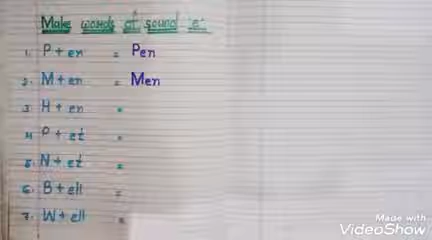 Make words of sound 'e'
1. P + en = Pen
2. M + en = Men
3. H + en =
4. P + et =
5. N + et =
6. B + ell =
7. W + ell =
Made with
VideoShow